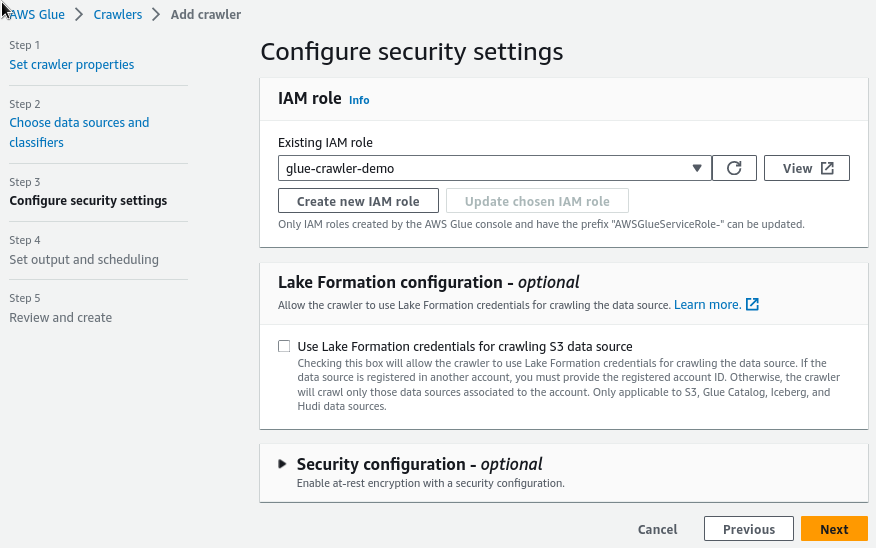 AWS Glue > Crawlers > Add crawler
Step 1
Set crawler properties
Step 2
Choose data sources and
classifiers
Step 3
Configure security settings
Step 4
Set output and scheduling
Step 5
Review and create
Configure security settings
IAM role Info
Existing IAM role
glue-crawler-demo
View
Create new IAM role
Update chosen IAM role
Only IAM roles created by the AWS Glue console and have the prefix "AWSGlueServiceRole-" can be updated.
Lake Formation configuration - optional
Allow the crawler to use Lake Formation credentials for crawling the data source. Learn more.
Use Lake Formation credentials for crawling S3 data source
Checking this box will allow the crawler to use Lake Formation credentials for crawling the data source. If the
data source is registered in another account, you must provide the registered account ID. Otherwise, the crawler
will crawl only those data sources associated to the account. Only applicable to S3, Glue Catalog, Iceberg, and
Hudi data sources.
Security configuration - optional
Enable at-rest encryption with a security configuration.
Cancel
Previous
Next